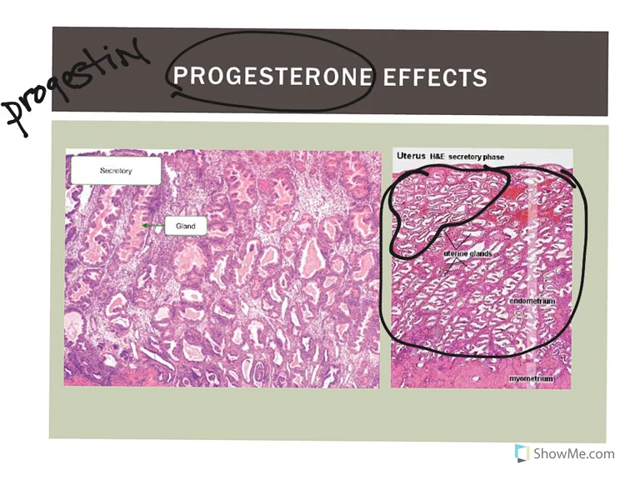 progestin
PROGESTERONE EFFECTS
Secretory
Gland
Uterus H&E secretory phase
uterine glands
endometrium
myometrium
ShowMe.com